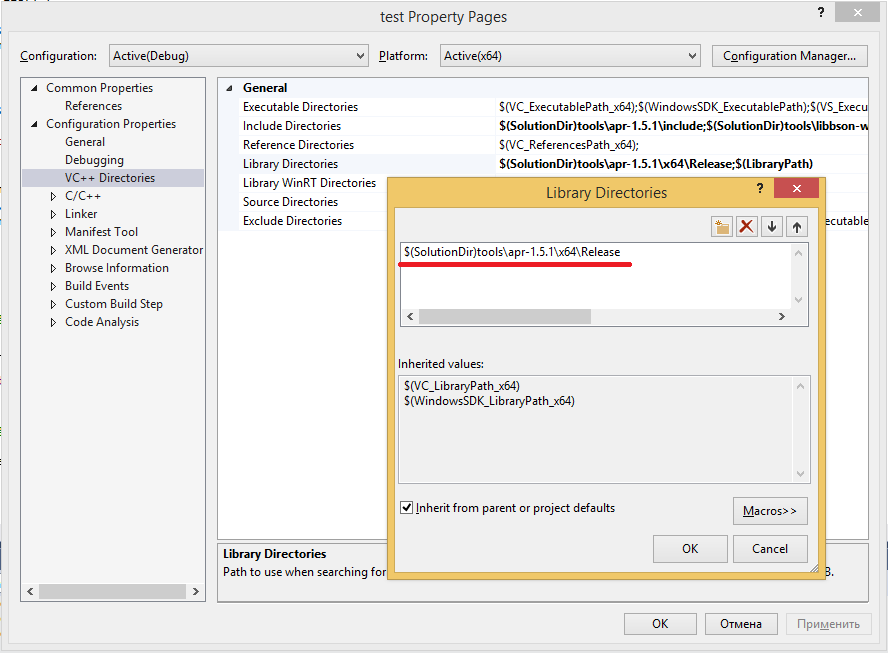 test Property Pages
?
Configuration: Active(Debug) Platform: Active(x64) Configuration Manager...
Common Properties
References
Configuration Properties
General
Debugging
VC++ Directories
C/C++
Linker
Manifest Tool
XML Document Generator
Browse Information
Build Events
Custom Build Step
Code Analysis
General
Executable Directories $(VC_ExecutablePath_x64);$(WindowsSDK_ExecutablePath);$(VS_Execu
Include Directories $(SolutionDir)tools\apr-1.5.1\include;$(SolutionDir)tools\libbson-w
Reference Directories $(VC_ReferencesPath_x64);
Library Directories $(SolutionDir)tools\apr-1.5.1\x64\Release;$(LibraryPath)
Library WinRT Directories
Source Directories
Exclude Directories ecutable
Library Directories
?
$(SolutionDir)tools\apr-1.5.1\x64\Release
Inherited values:
$(VC_LibraryPath_x64)
$(WindowsSDK_LibraryPath_x64)
Inherit from parent or project defaults
Macros>>
OK Cancel
Library Directories
Path to use when searching for B.
OK Отмена Применить